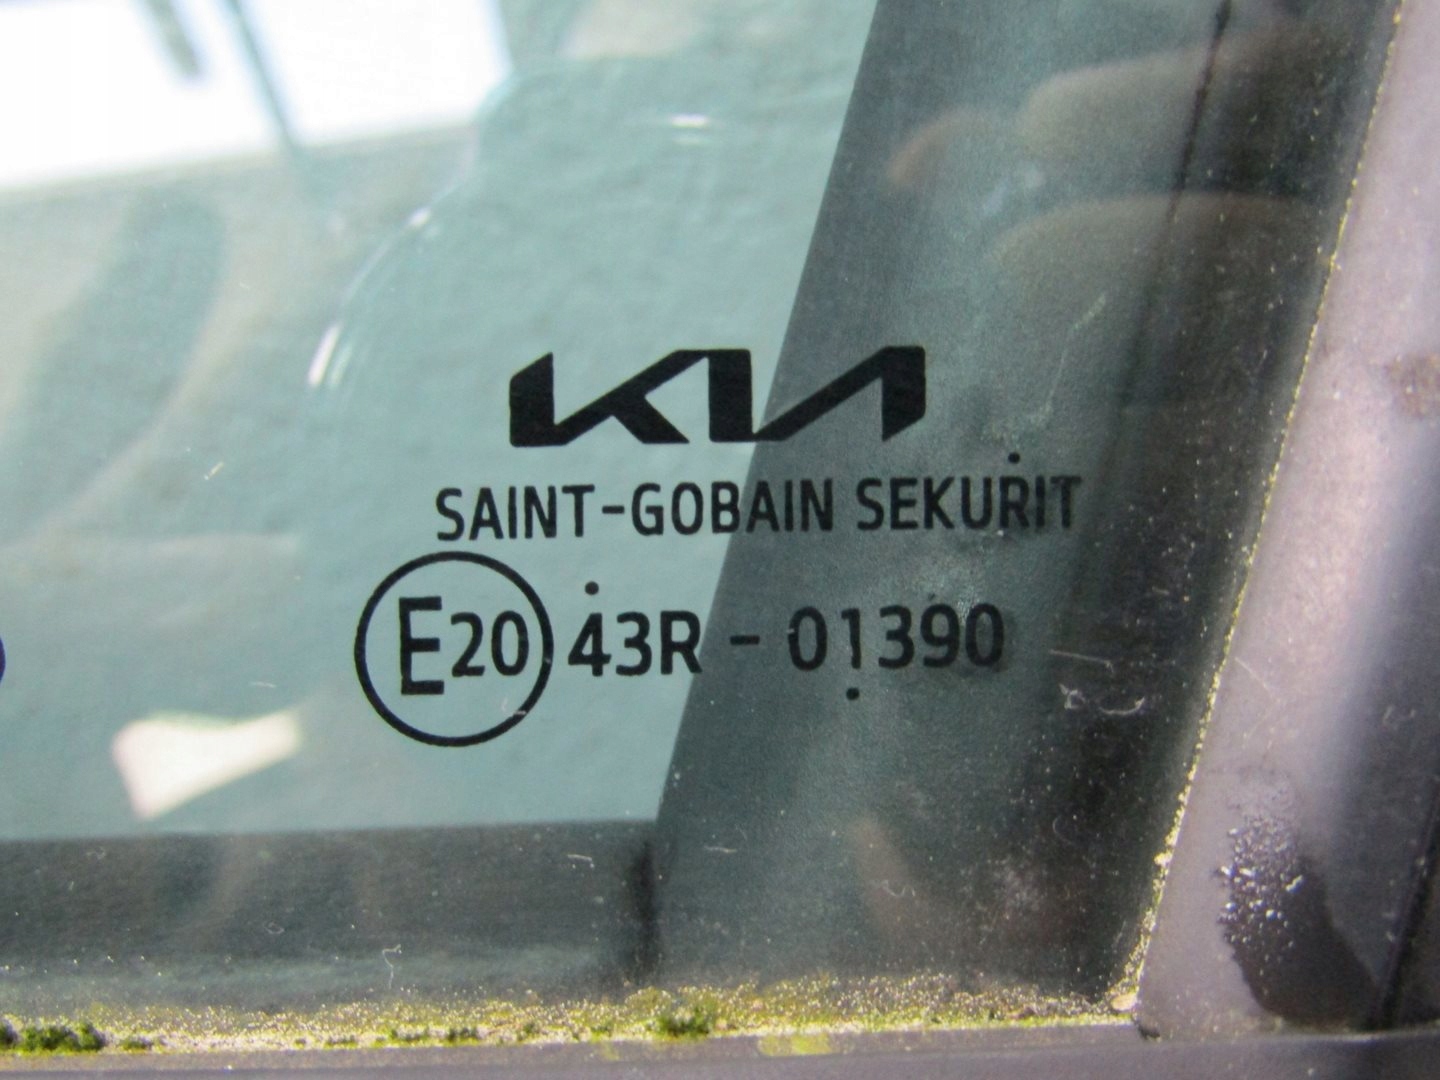 KIA
SAINT-GOBAIN SEKURIT
E20 43R - 01390